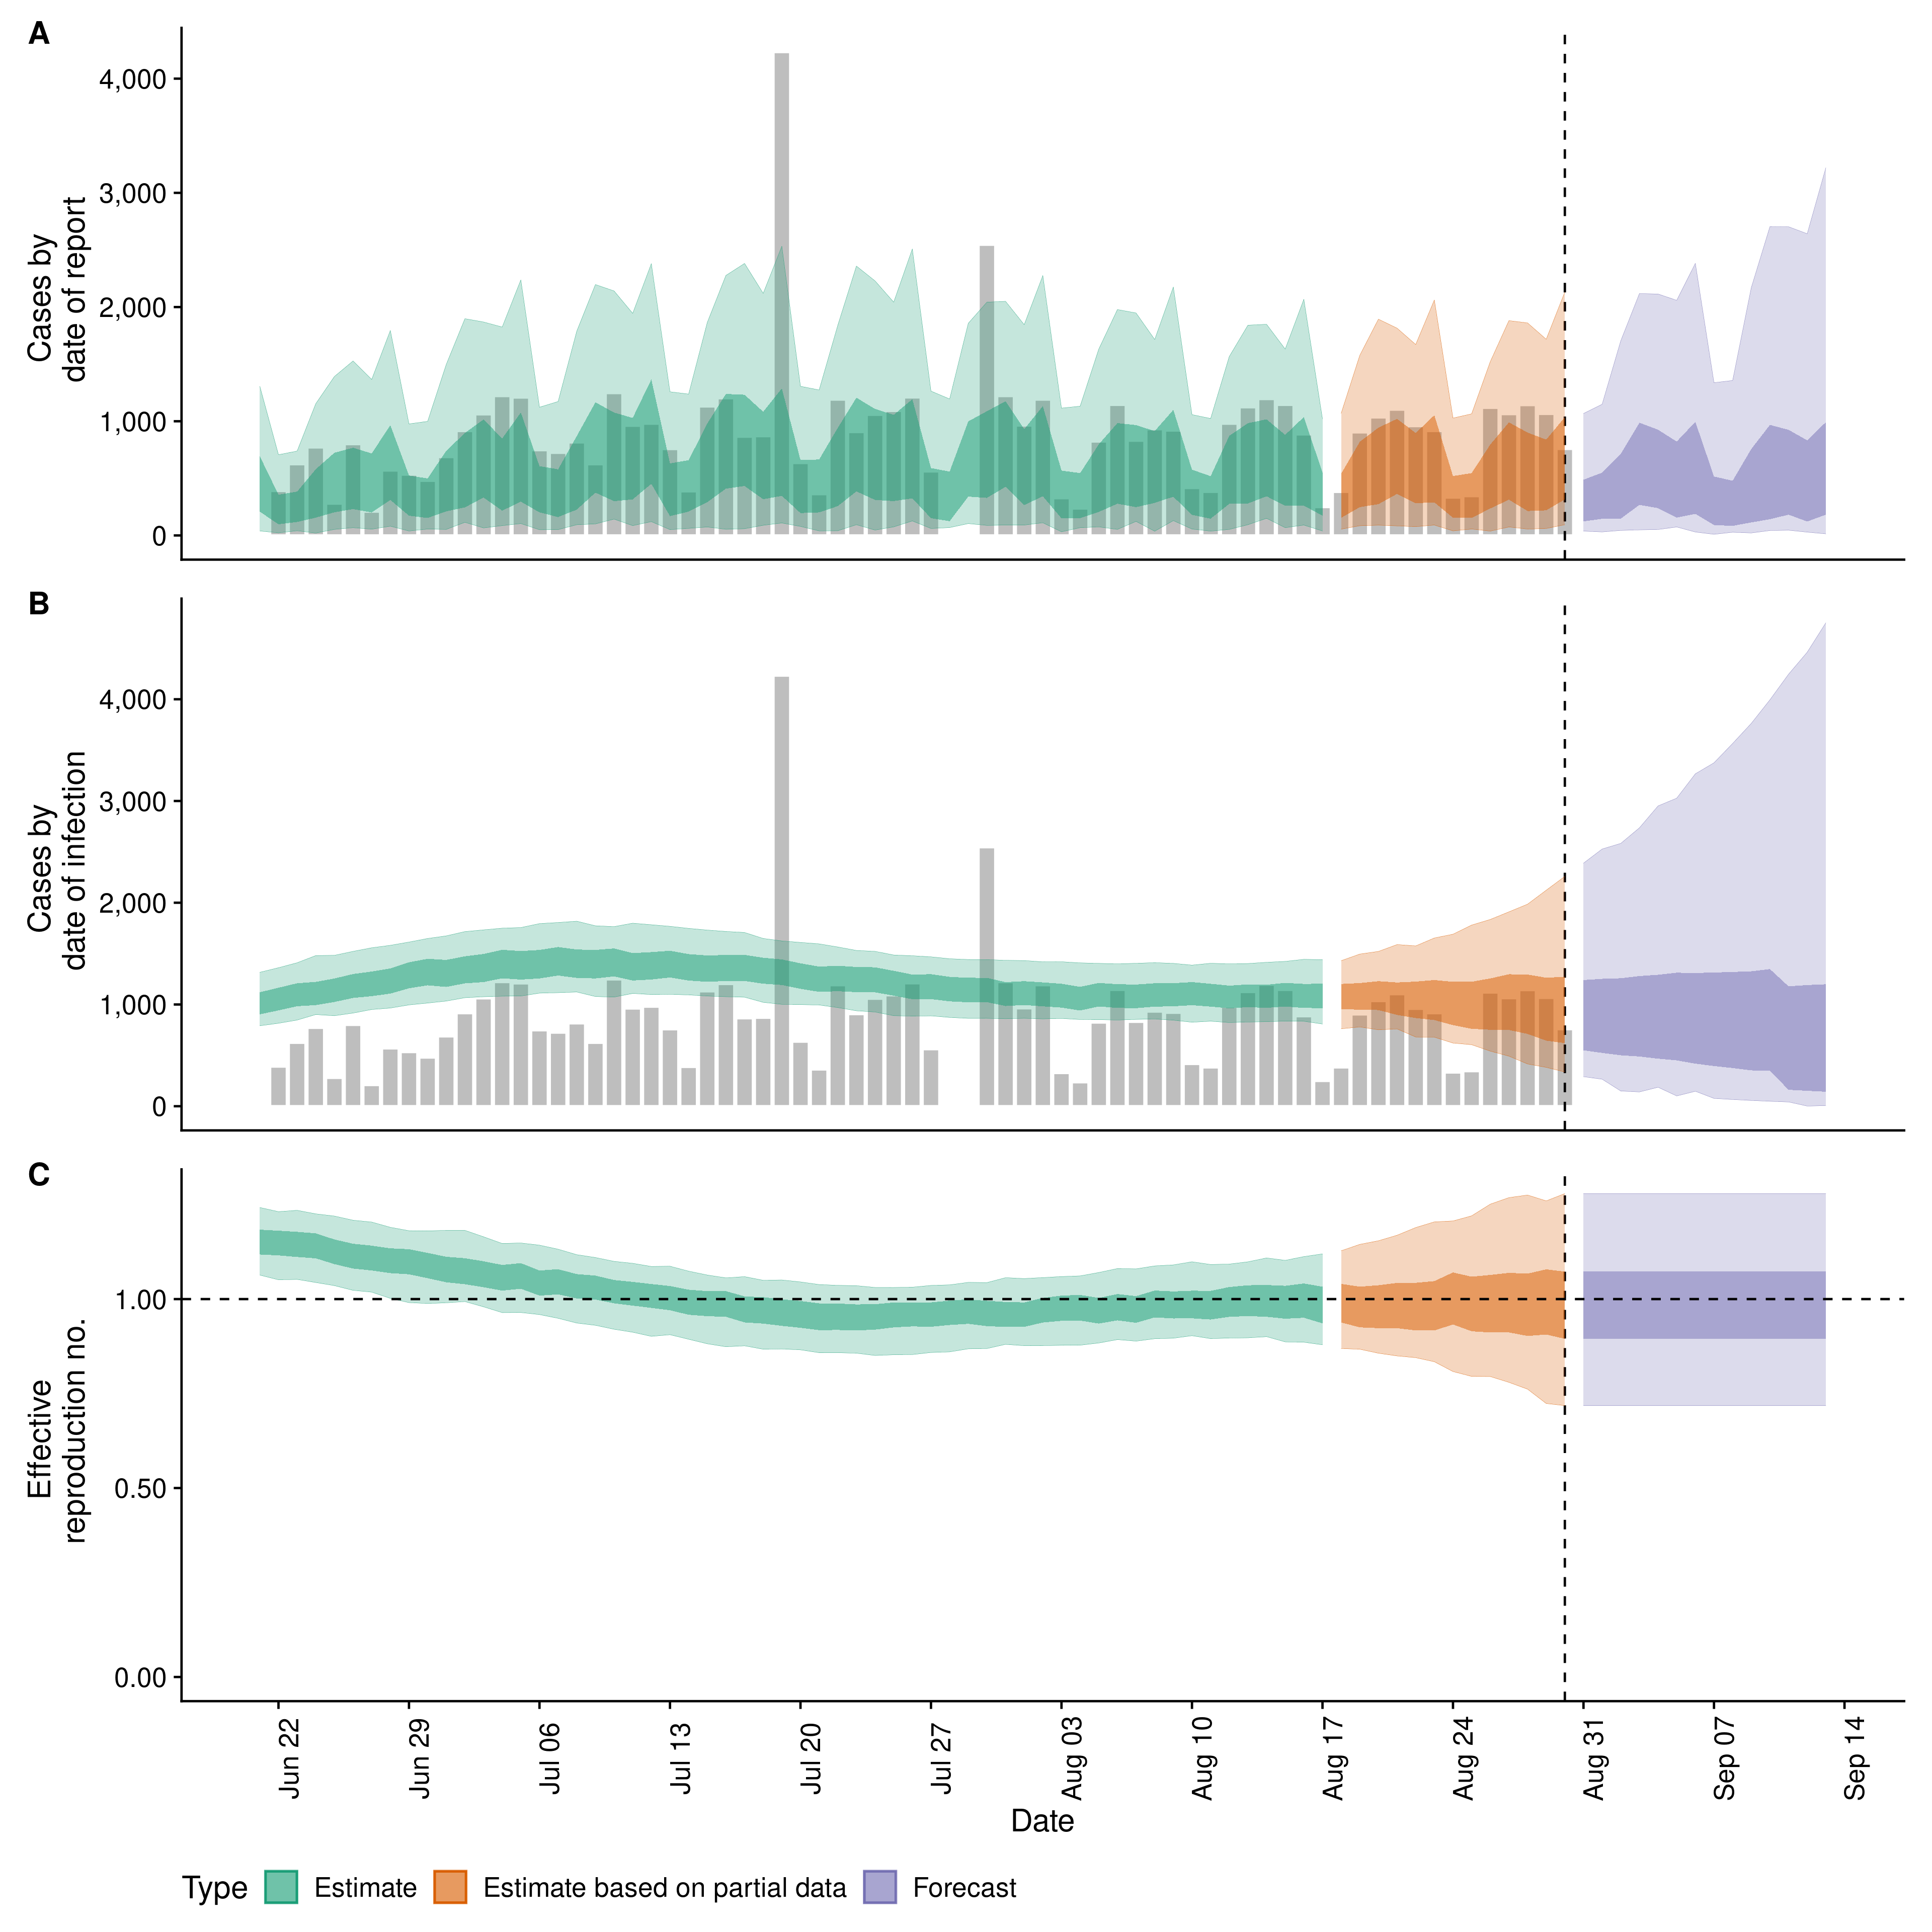 A
Cases by
date of report
4,000
3,000
2,000
1,000
0
B
Cases by
date of infection
4,000
3,000
2,000
1,000
0
C
Effective
reproduction no.
1.00
0.50
0.00
Jun 22
Jun 29
Jul 06
Jul 13
Jul 20
Jul 27
Aug 03
Aug 10
Aug 17
Aug 24
Aug 31
Sep 07
Sep 14
Date
Type Estimate Estimate based on partial data Forecast